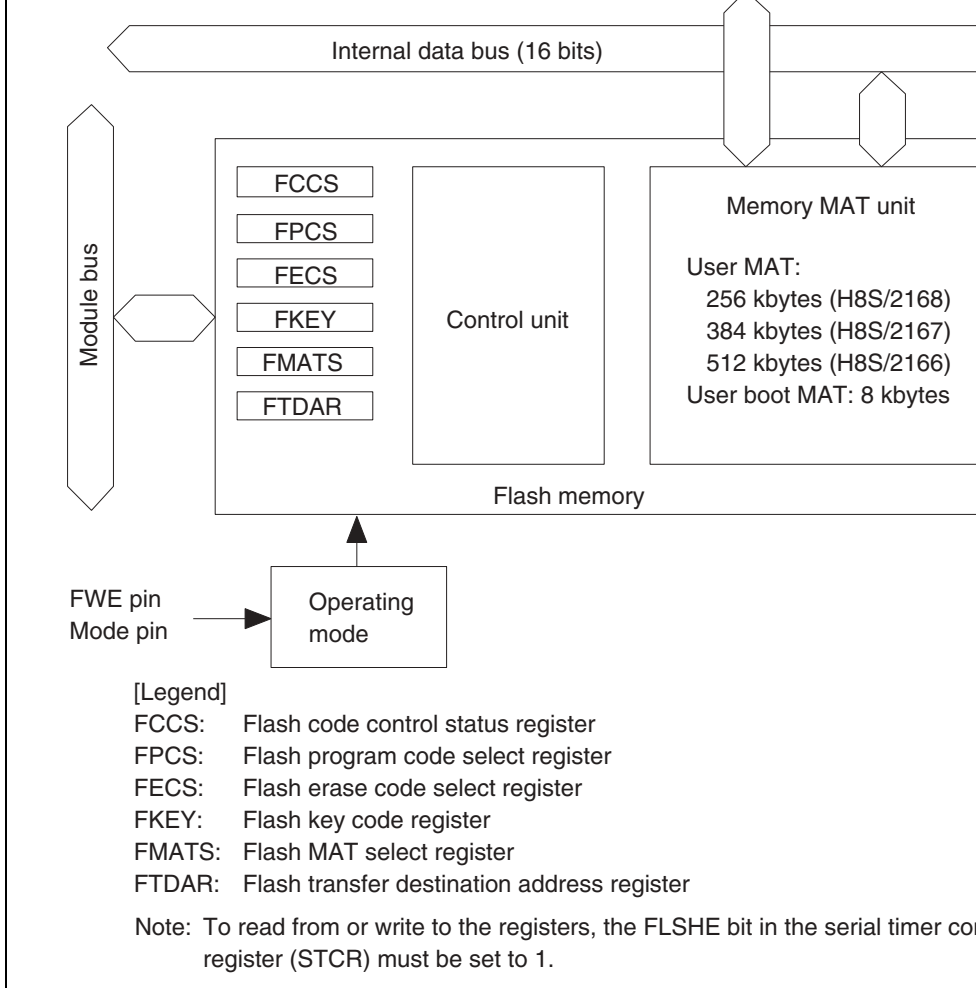 Internal data bus (16 bits)
Module bus
FCCS
FPCS
FECS
FKEY
FMATS
FTDAR
Control unit
Memory MAT unit
User MAT:
256 kbytes (H8S/2168)
384 kbytes (H8S/2167)
512 kbytes (H8S/2166)
User boot MAT: 8 kbytes
Flash memory
FWE pin
Mode pin
Operating
mode
[Legend]
FCCS: Flash code control status register
FPCS: Flash program code select register
FECS: Flash erase code select register
FKEY: Flash key code register
FMATS: Flash MAT select register
FTDAR: Flash transfer destination address register
Note: To read from or write to the registers, the FLSHE bit in the serial timer
register (STCR) must be set to 1.